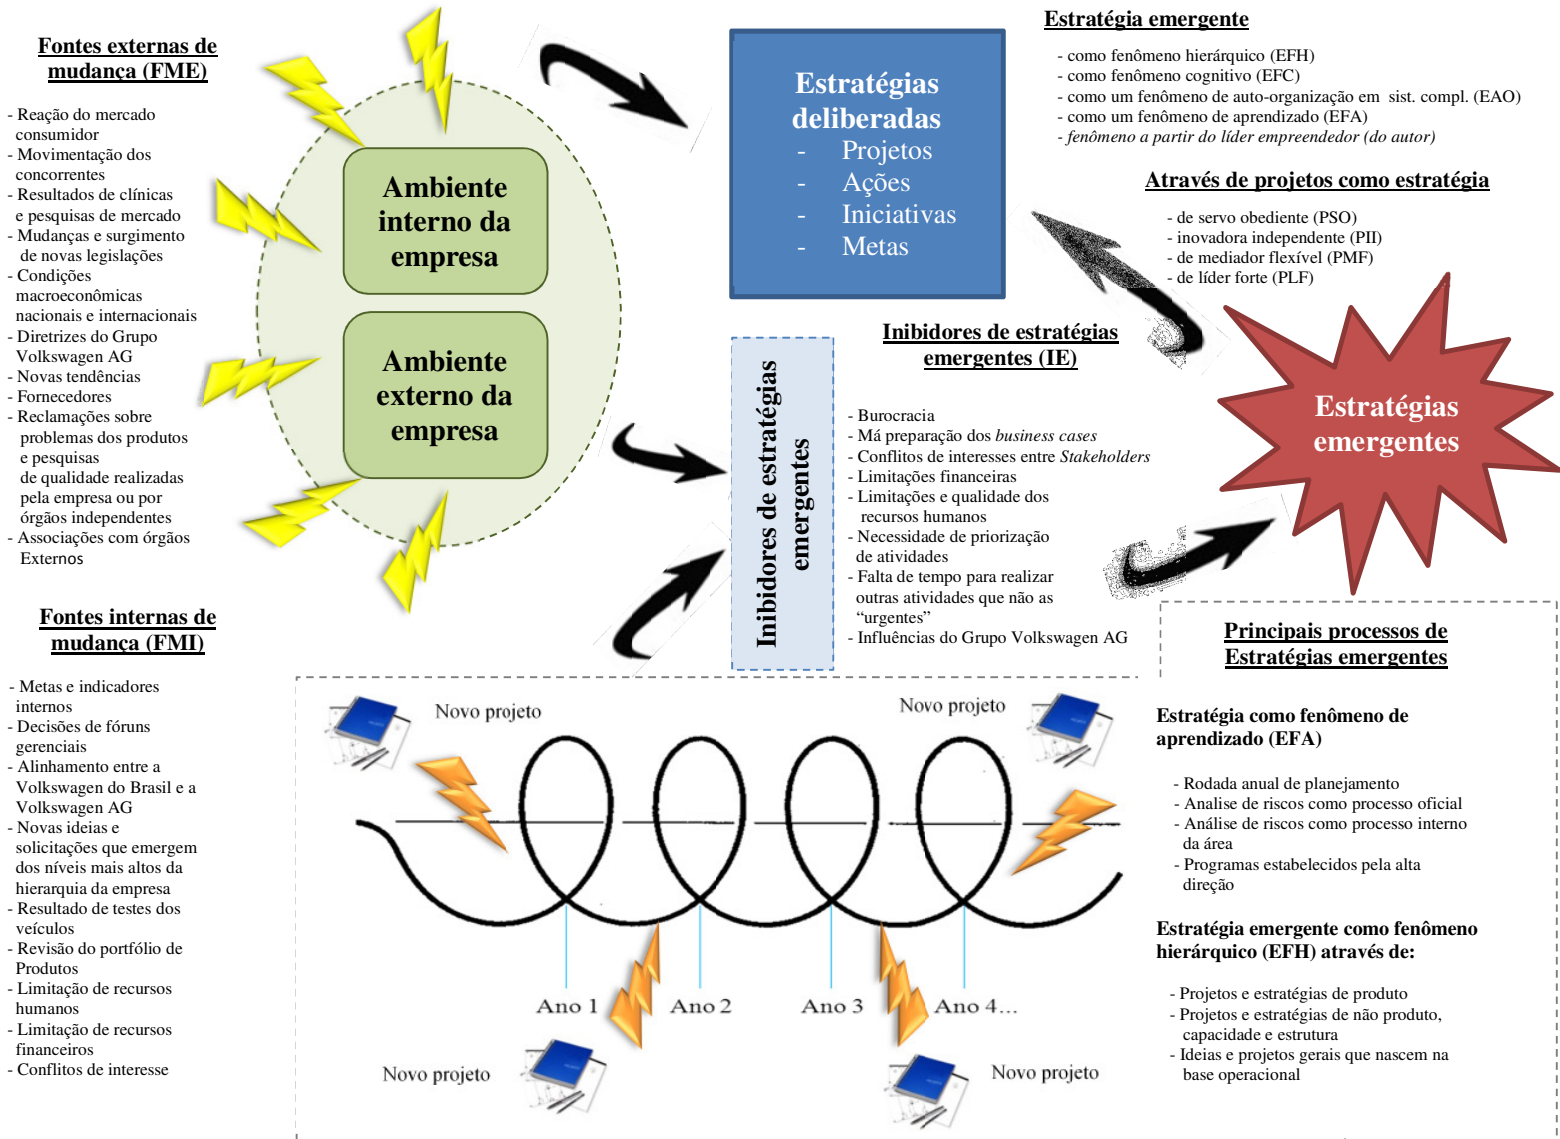 Fontes externas de
mudança (FME)
- Reação do mercado
consumidor
- Movimentação dos
concorrentes
- Resultados de clínicas
e pesquisas de mercado
- Mudanças e surgimento
de novas legislações
- Condições
macroeconômicas
nacionais e internacionais
- Diretrizes do Grupo
Volkswagen AG
- Novas tendências
- Fornecedores
- Reclamações sobre
problemas dos produtos
e pesquisas
de qualidade realizadas
pela empresa ou por
órgãos independentes
- Associações com órgãos
Externos
Fontes internas de
mudança (FMI)
- Metas e indicadores
internos
- Decisões de fóruns
gerenciais
- Alinhamento entre a
Volkswagen do Brasil e a
Volkswagen AG
- Novas ideias e
solicitações que emergem
dos níveis mais altos da
hierarquia da empresa
- Resultado de testes dos
veículos
- Revisão do portfólio de
Produtos
- Limitação de recursos
humanos
- Limitação de recursos
financeiros
- Conflitos de interesse
Ambiente
interno da
empresa
Ambiente
externo da
empresa
Estratégias
deliberadas
- Projetos
- Ações
- Iniciativas
- Metas
Estratégia emergente
- como fenômeno hierárquico (EFH)
- como fenômeno cognitivo (EFC)
- como um fenômeno de auto-organização em sist. compl. (EAO)
- como um fenômeno de aprendizado (EFA)
- fenômeno a partir do líder empreendedor (do autor)
Através de projetos como estratégia
- de servo obediente (PSO)
- inovadora independente (PII)
- de mediador flexível (PMF)
- de líder forte (PLF)
Inibidores de estratégias
emergentes
Inibidores de estratégias
emergentes (IE)
- Burocracia
- Má preparação dos business cases
- Conflitos de interesses entre Stakeholders
- Limitações financeiras
- Limitações e qualidade dos
recursos humanos
- Necessidade de priorização
de atividades
- Falta de tempo para realizar
outras atividades que não as
“urgentes”
- Influências do Grupo Volkswagen AG
Estratégias
emergentes
Novo projeto
Novo projeto
Ano 1
Ano 2
Ano 3
Ano 4...
Novo projeto
Novo projeto
Principais processos de
Estratégias emergentes
Estratégia como fenômeno de
aprendizado (EFA)
- Rodada anual de planejamento
- Analise de riscos como processo oficial
- Análise de riscos como processo interno
da área
- Programas estabelecidos pela alta
direção
Estratégia emergente como fenômeno
hierárquico (EFH) através de:
- Projetos e estratégias de produto
- Projetos e estratégias de não produto,
capacidade e estrutura
- Ideias e projetos gerais que nascem na
base operacional